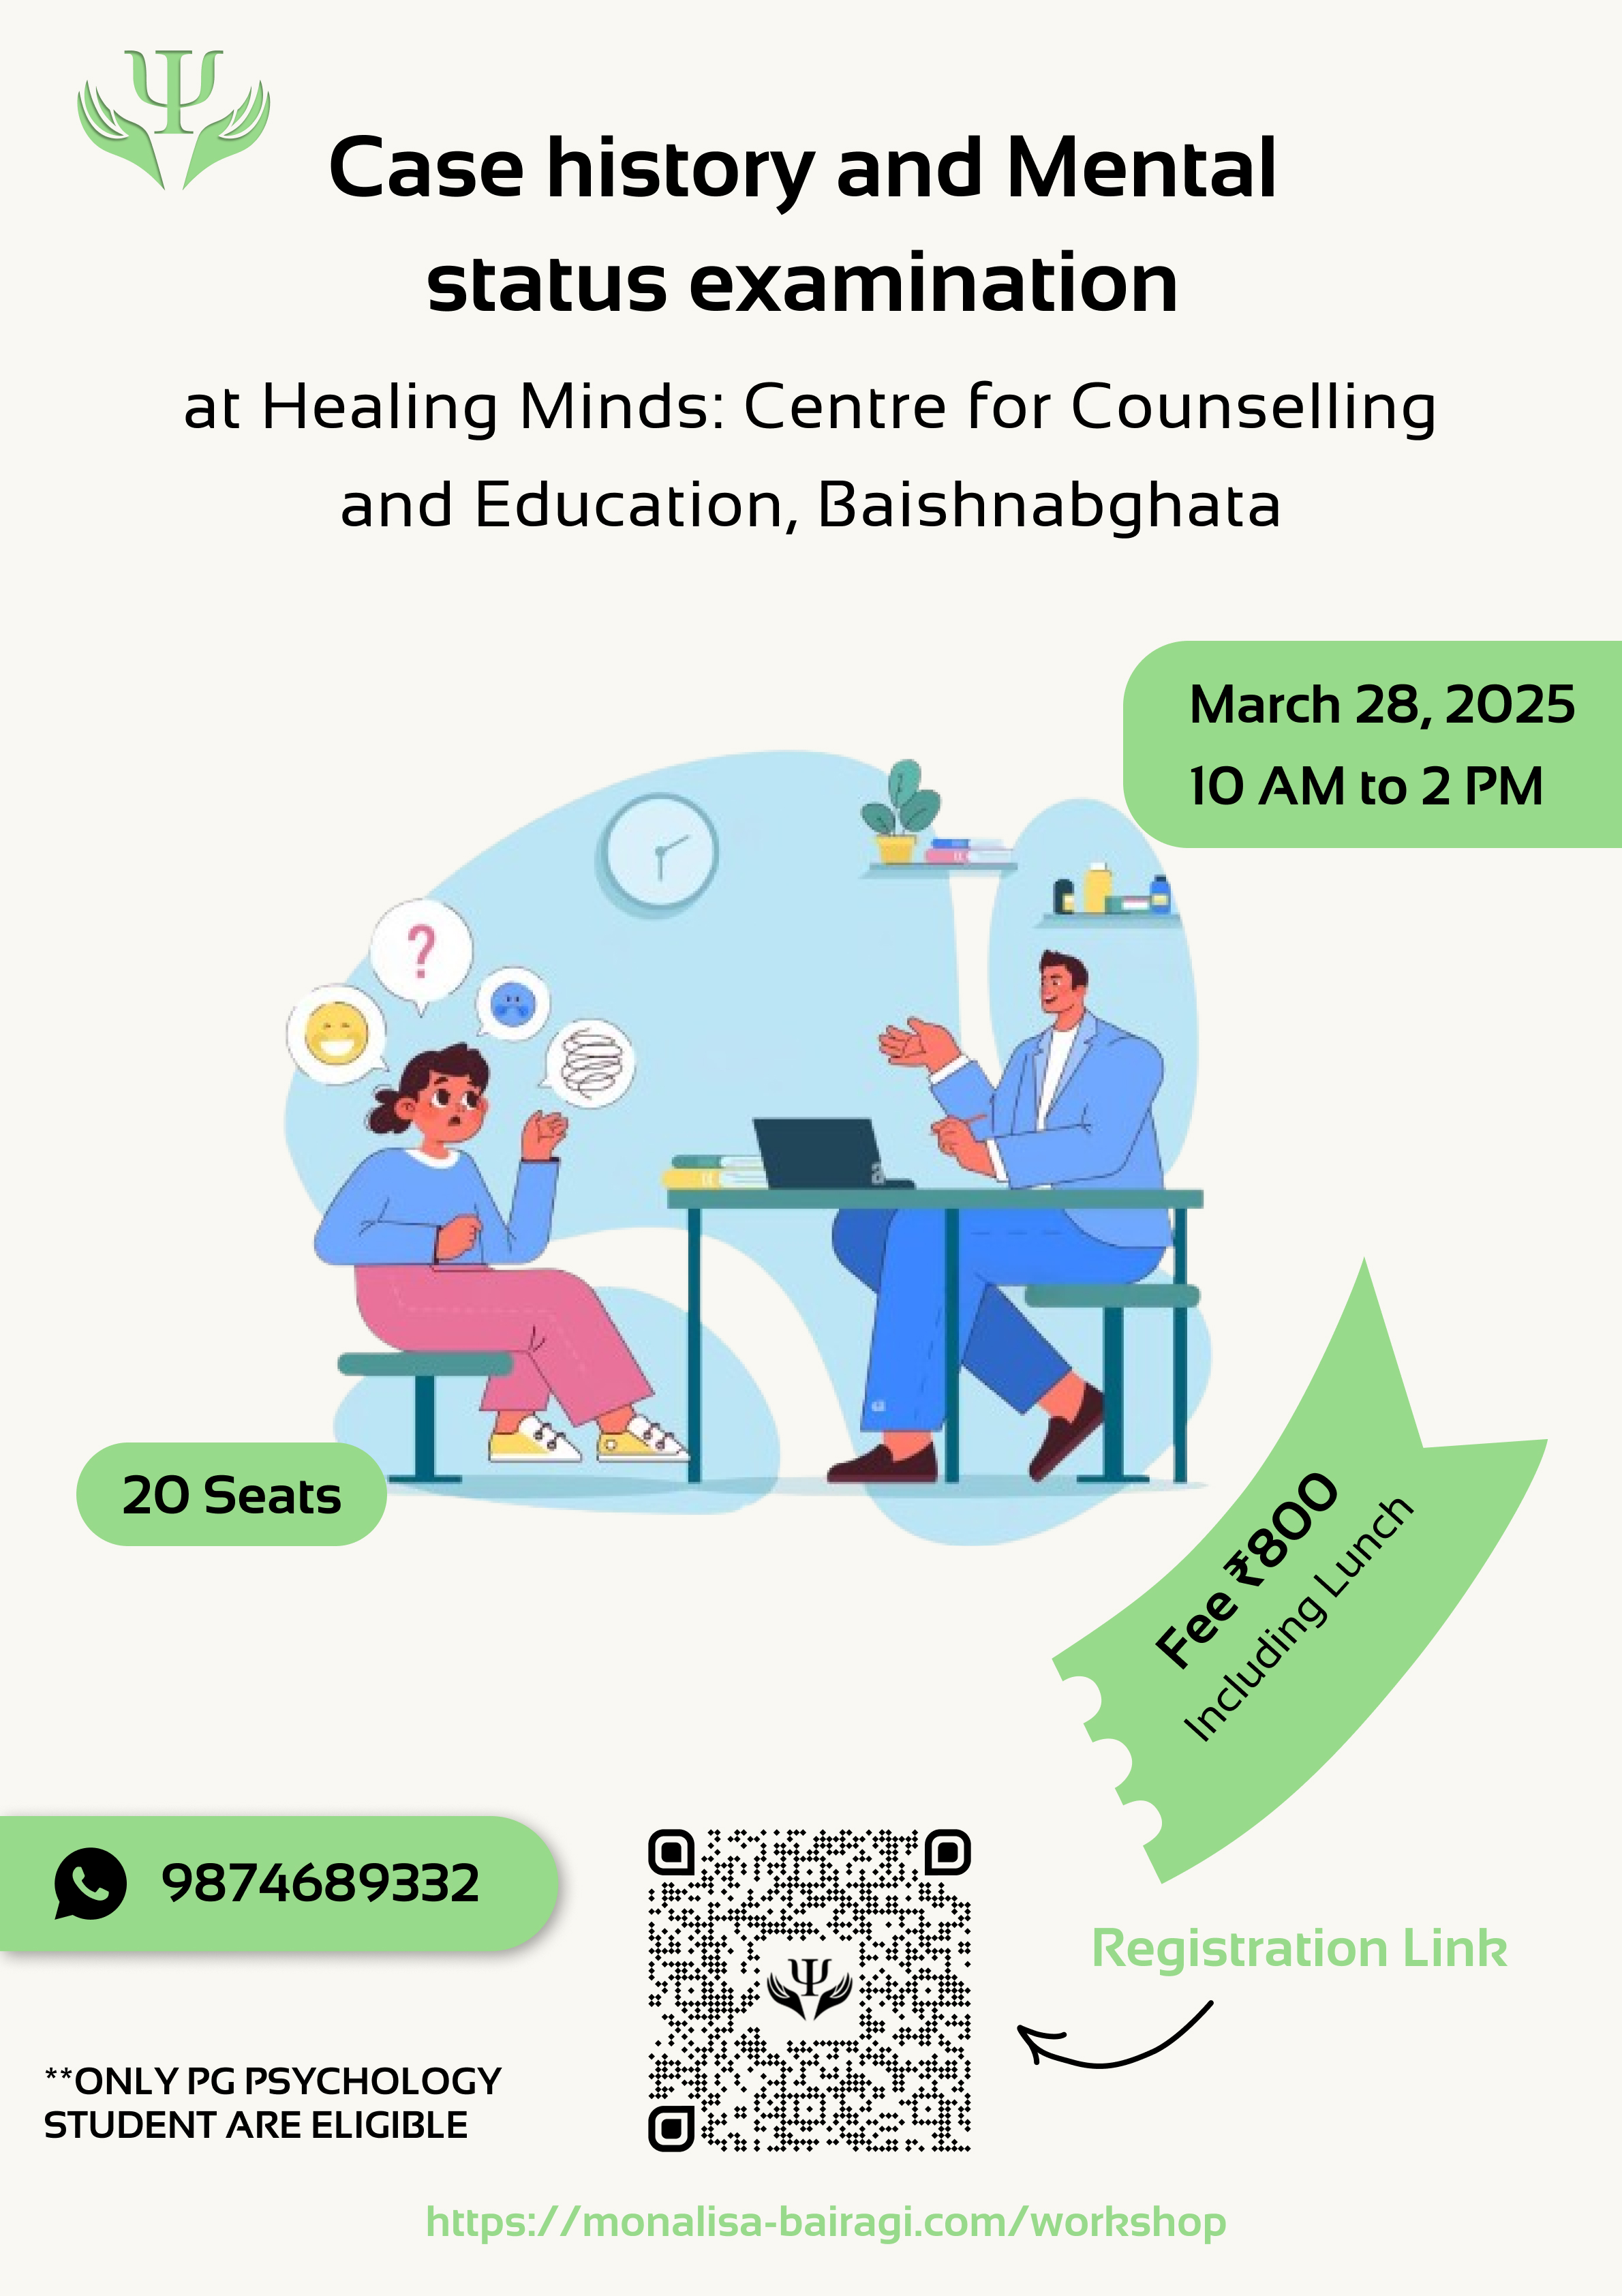 Ψ
Case history and Mental
status examination
at Healing Minds: Centre for Counselling
and Education, Baishnabghata
March 28, 2025
10 AM to 2 PM
?
20 Seats
Fee ₹800
Including Lunch
9874689332
Ψ
Registration Link
**ONLY PG PSYCHOLOGY
STUDENT ARE ELIGIBLE
https://monalisa-bairagi.com/workshop